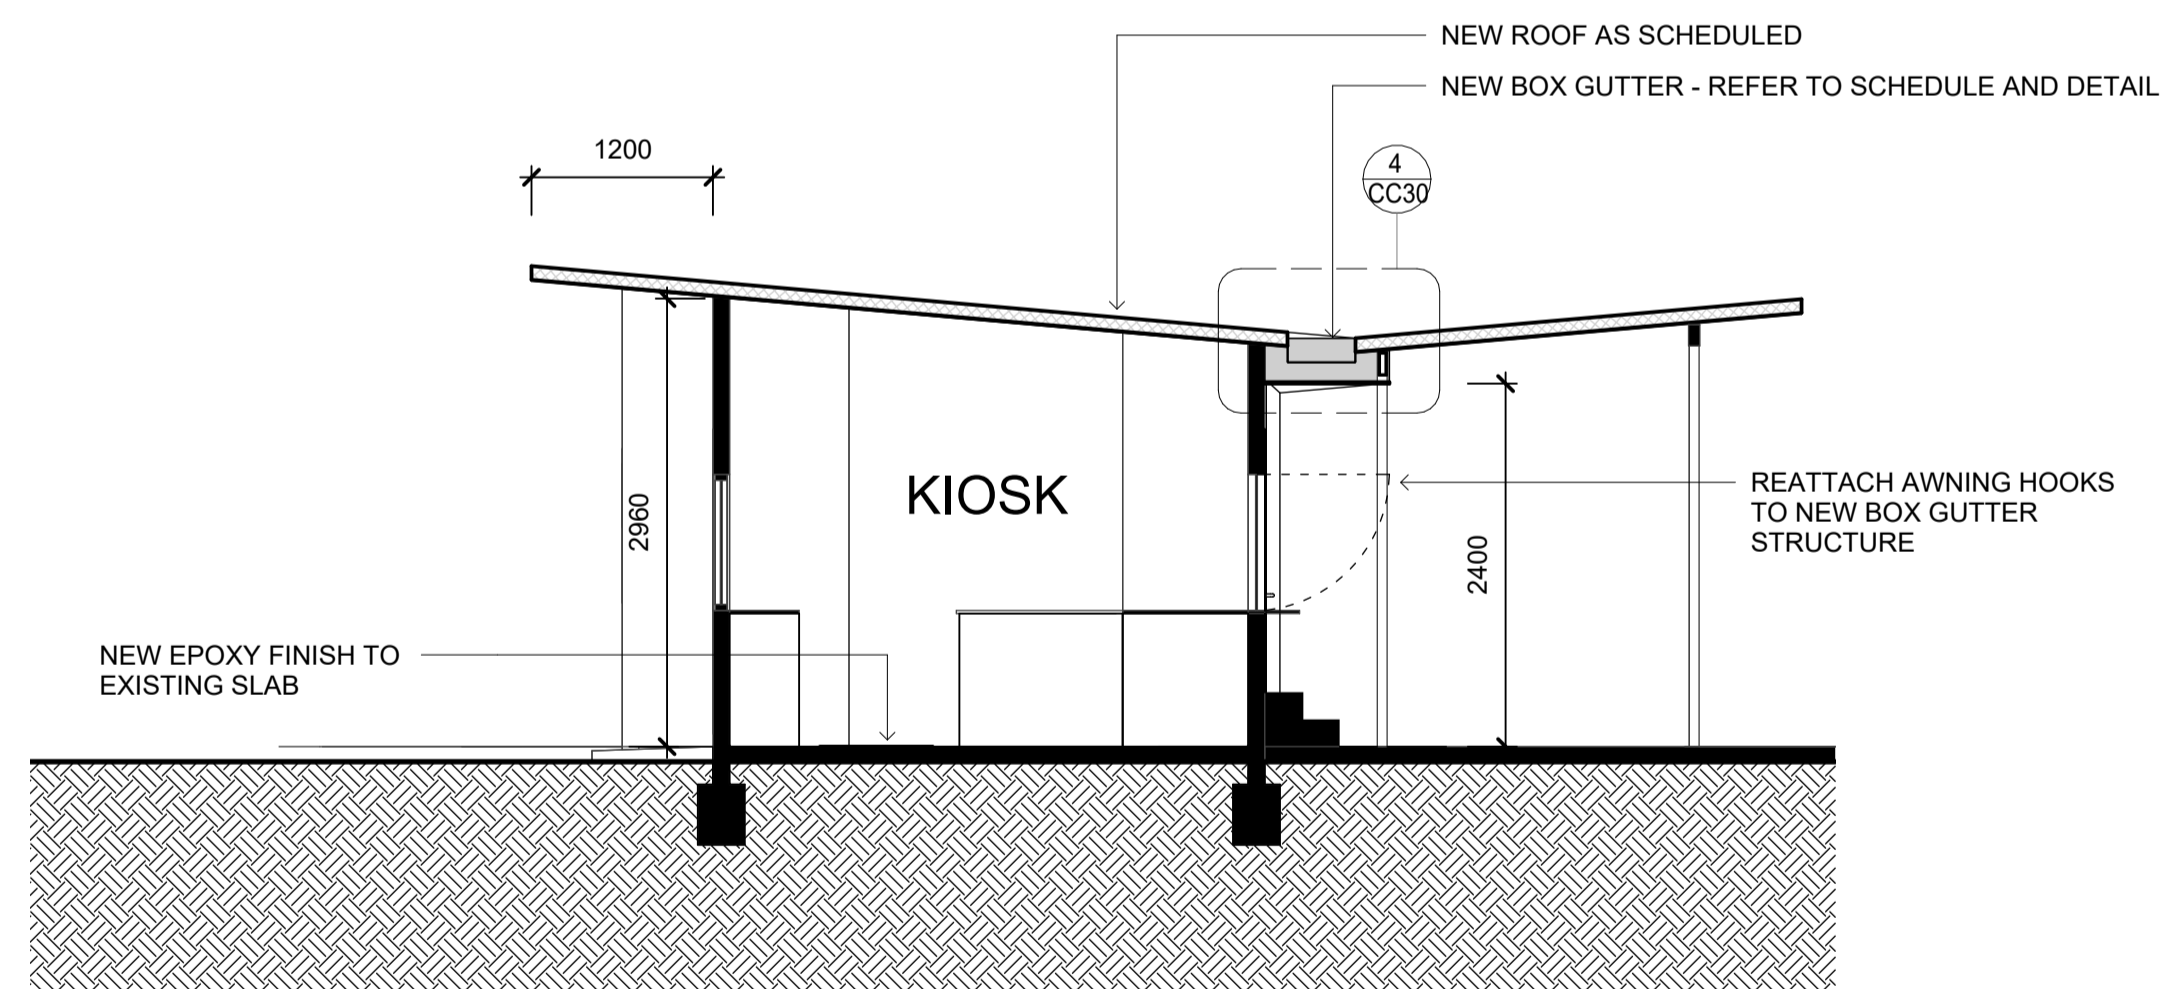 NEW ROOF AS SCHEDULED
NEW BOX GUTTER - REFER TO SCHEDULE AND DETAIL
1200
4
CC30
KIOSK
2960
2400
REATTACH AWNING HOOKS
TO NEW BOX GUTTER
STRUCTURE
NEW EPOXY FINISH TO
EXISTING SLAB